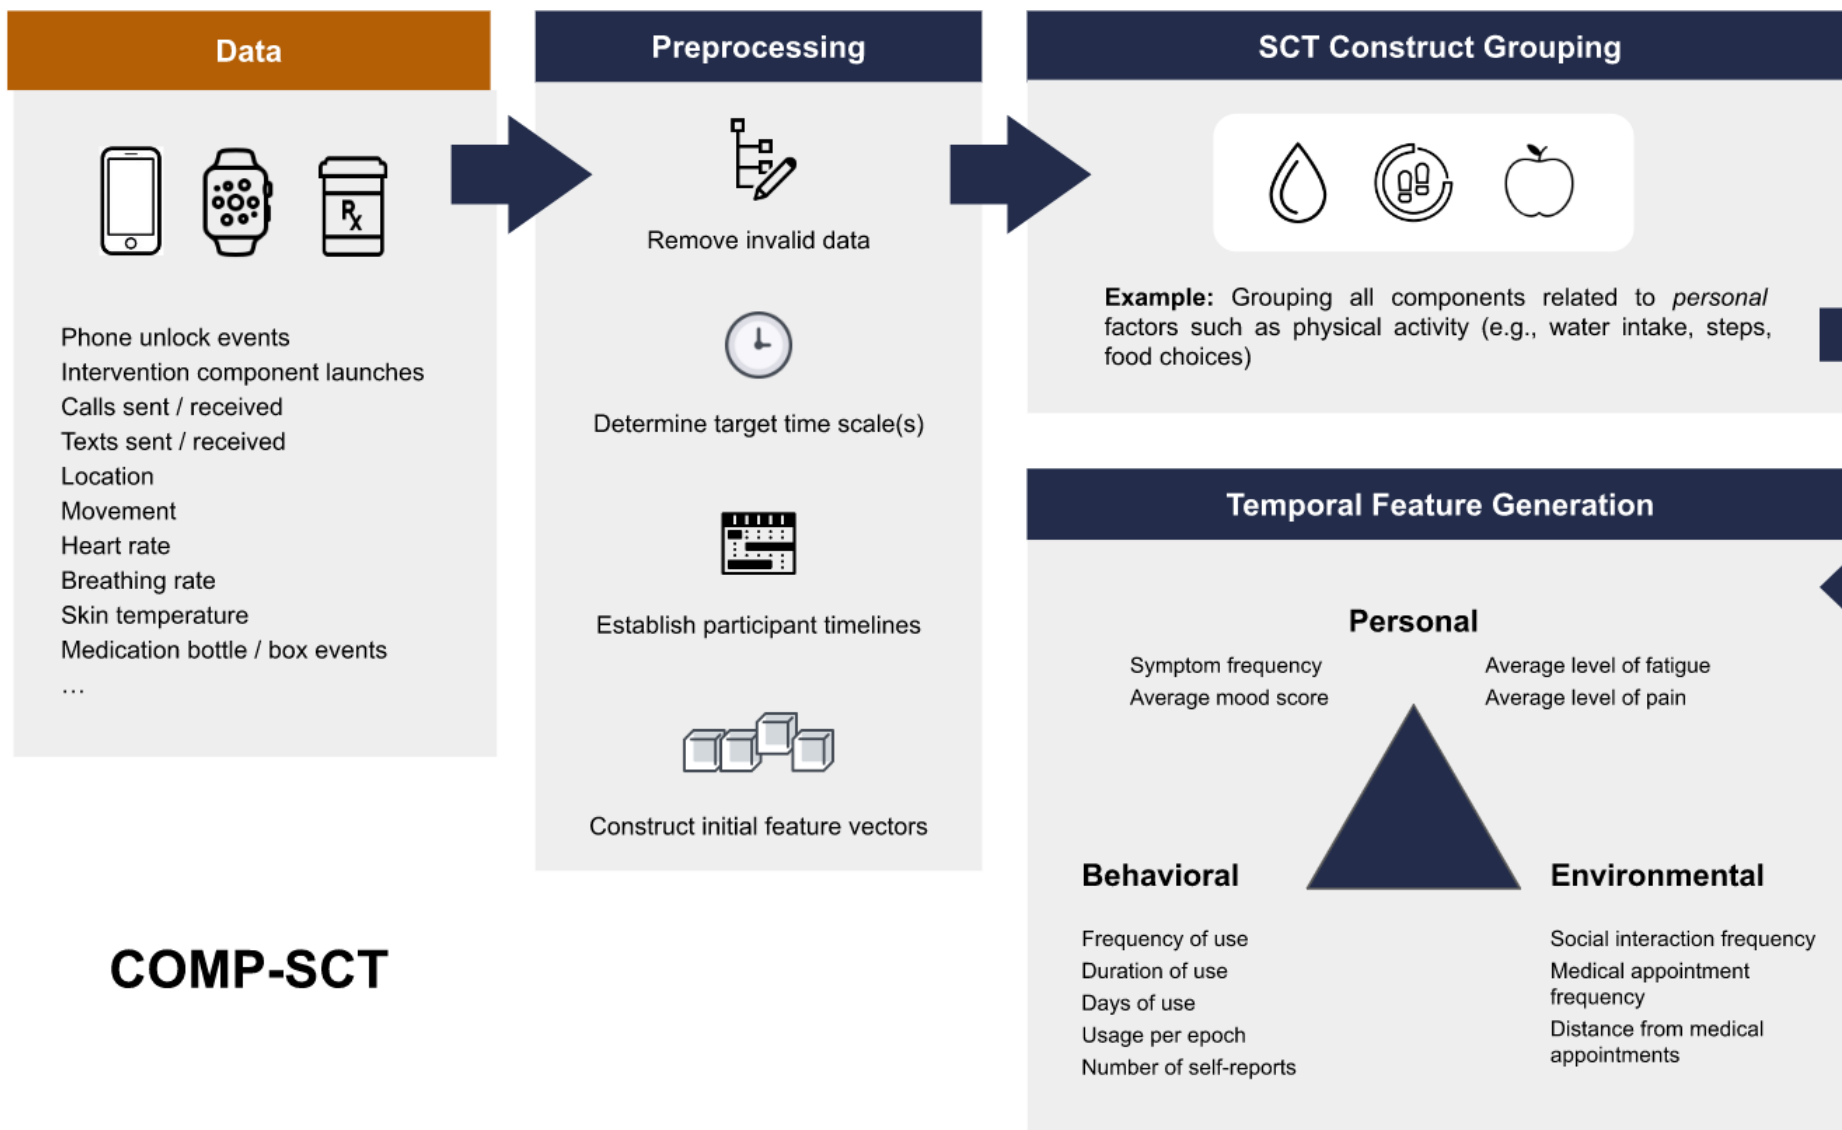 Data
Rx
Phone unlock events
Intervention component launches
Calls sent / received
Texts sent / received
Location
Movement
Heart rate
Breathing rate
Skin temperature
Medication bottle / box events
…
COMP-SCT
Preprocessing
Remove invalid data
Determine target time scale(s)
Establish participant timelines
Construct initial feature vectors
SCT Construct Grouping
Example: Grouping all components related to personal
factors such as physical activity (e.g., water intake, steps,
food choices)
Temporal Feature Generation
Personal
Symptom frequency
Average mood score
Average level of fatigue
Average level of pain
Behavioral
Frequency of use
Duration of use
Days of use
Usage per epoch
Number of self-reports
Environmental
Social interaction frequency
Medical appointment
frequency
Distance from medical
appointments